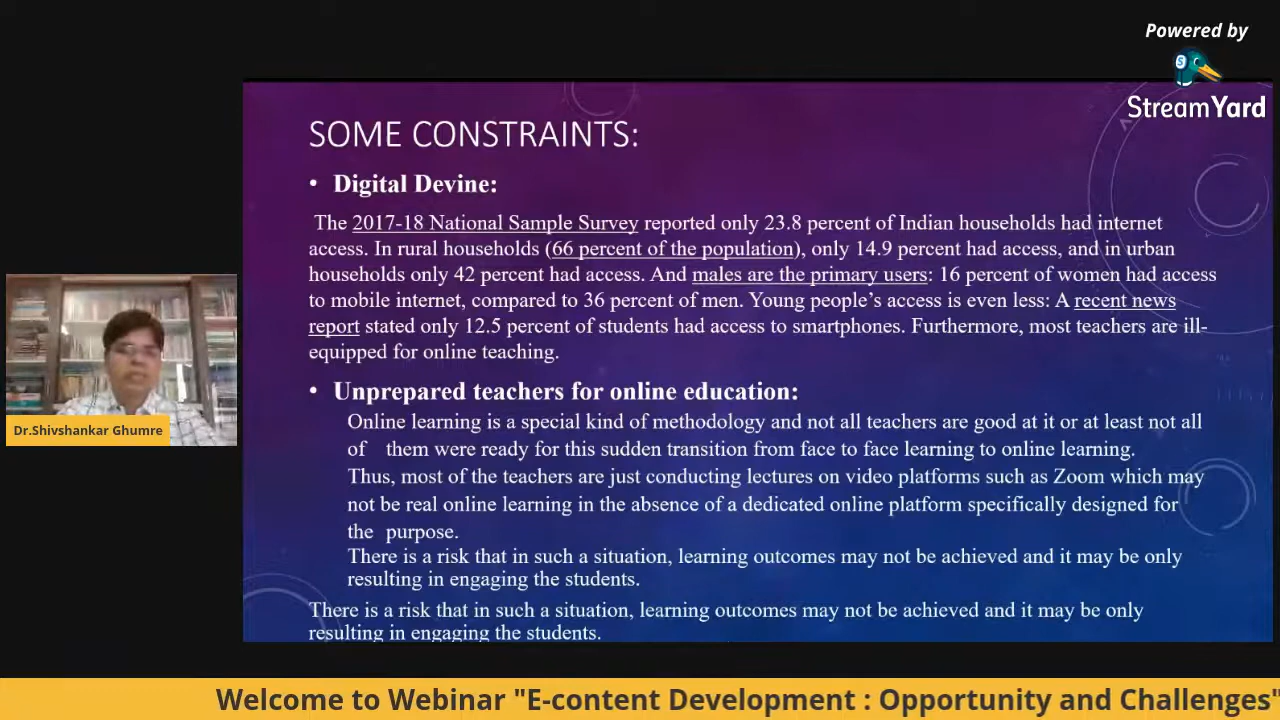 Powered by
StreamYard
SOME CONSTRAINTS:
• Digital Devine:
The 2017-18 National Sample Survey reported only 23.8 percent of Indian households had internet
access. In rural households (66 percent of the population), only 14.9 percent had access, and in urban
households only 42 percent had access. And males are the primary users: 16 percent of women had access
to mobile internet, compared to 36 percent of men. Young people’s access is even less: A recent news
report stated only 12.5 percent of students had access to smartphones. Furthermore, most teachers are ill-
equipped for online teaching.
• Unprepared teachers for online education:
Online learning is a special kind of methodology and not all teachers are good at it or at least not all
of them were ready for this sudden transition from face to face learning to online learning.
Thus, most of the teachers are just conducting lectures on video platforms such as Zoom which may
not be real online learning in the absence of a dedicated online platform specifically designed for
the purpose.
There is a risk that in such a situation, learning outcomes may not be achieved and it may be only
resulting in engaging the students.
There is a risk that in such a situation, learning outcomes may not be achieved and it may be only
resulting in engaging the students.
Dr.Shivshankar Ghumre
Welcome to Webinar "E-content Development : Opportunity and Challenges"